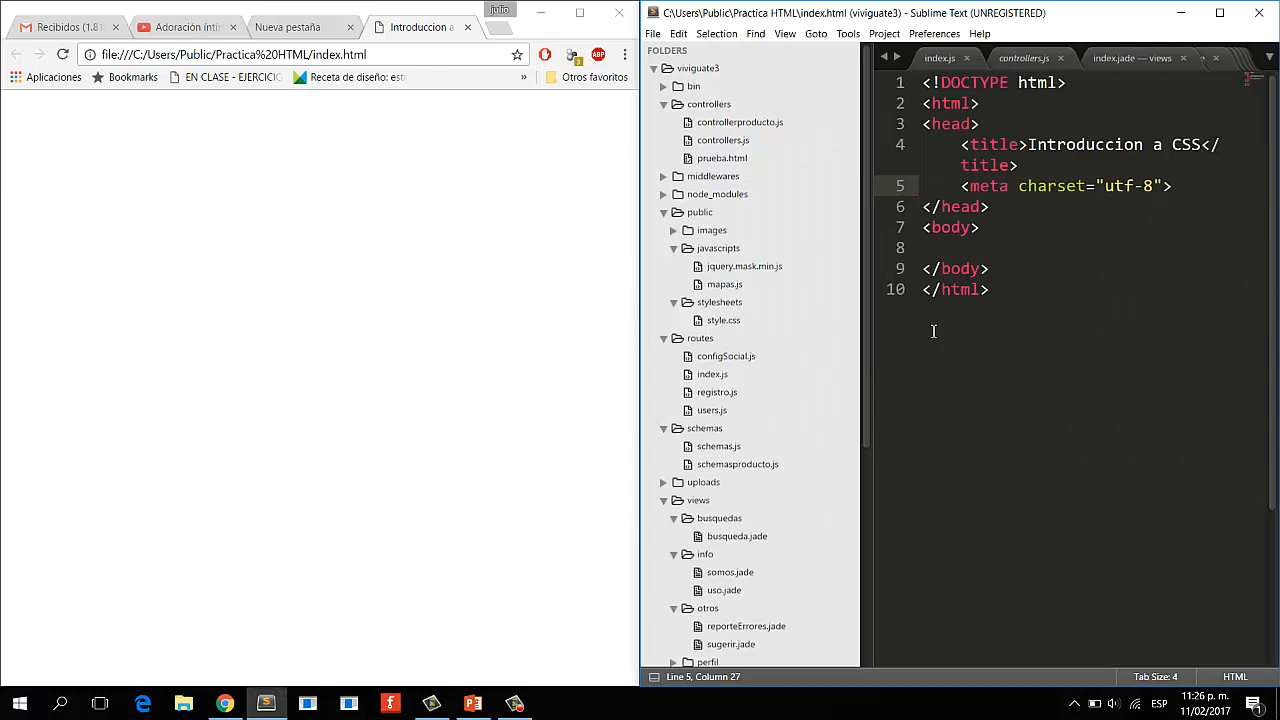 julio
Recibidos (1.81
Adoración íntin
Nueva pestaña
Introduccion a
file:///C:/Users/Public/Practica%20HTML/index.html
3
ABP
Aplicaciones
Bookmarks
EN CLASE - EJERCICIO
Receta de diseño: est
»
Otros favoritos
C:\Users\Public\Practica HTML\index.html (viviguate3) - Sublime Text (UNREGISTERED)
File Edit Selection Find View Goto Tools Project Preferences Help
FOLDERS
viviguate3
bin
controllers
controllerproducto.js
controllers.js
prueba.html
middlewares
node_modules
public
images
javascripts
jquery.mask.min.js
mapas.js
stylesheets
style.css
routes
configSocial.js
index.js
registro.js
users.js
schemas
schemas.js
schemasproducto.js
uploads
views
busquedas
busqueda.jade
info
somos.jade
uso.jade
otros
reporteErrores.jade
sugerir.jade
perfil
index.js
controllers.js
index.jade — views
1 <!DOCTYPE html>
2 <html>
3 <head>
4 <title>Introduccion a CSS</
title>
5 <meta charset="utf-8">
6 </head>
7 <body>
8
9 </body>
10 </html>
Line 5, Column 27
Tab Size: 4
HTML
ESP
11:26 p. m.
11/02/2017
1